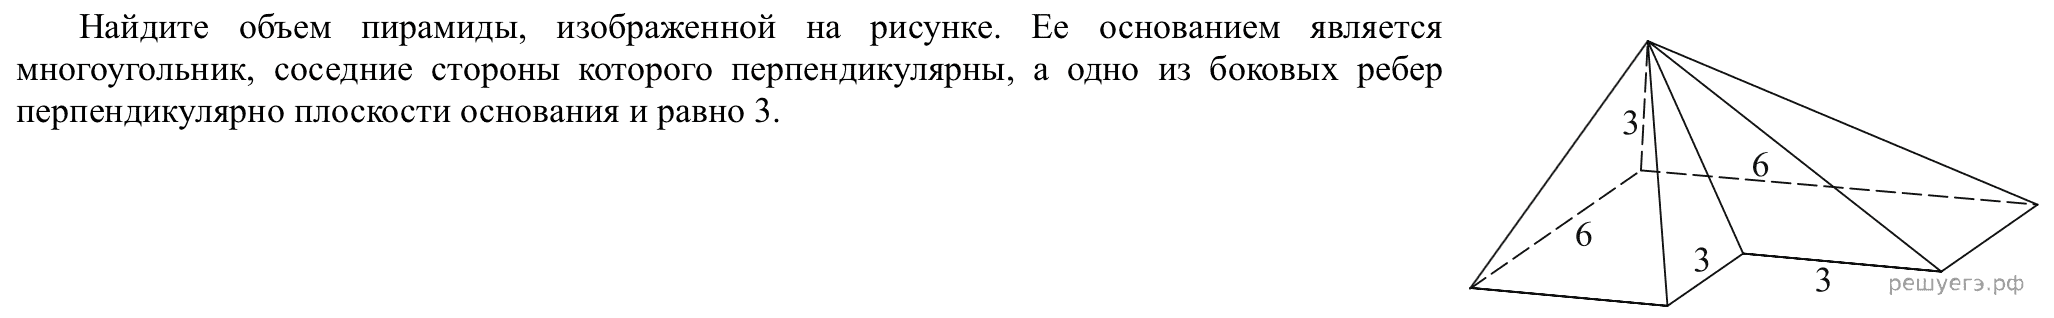 Найдите объем пирамиды, изображенной на рисунке. Ее основанием является
многоугольник, соседние стороны которого перпендикулярны, а одно из боковых ребер
перпендикулярно плоскости основания и равно 3.
3
6
6
3
3
решуегэ.рф